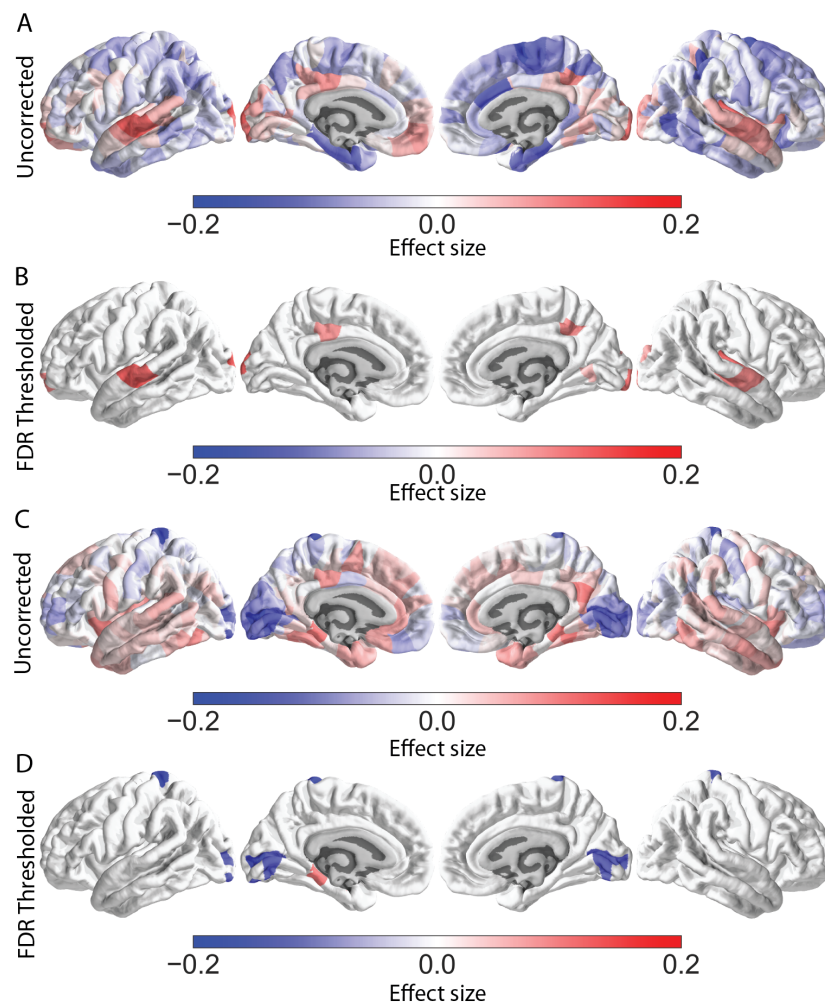 A
Uncorrected
−0.2 0.0 0.2
Effect size
B
FDR Thresholded
−0.2 0.0 0.2
Effect size
C
Uncorrected
−0.2 0.0 0.2
Effect size
D
FDR Thresholded
−0.2 0.0 0.2
Effect size